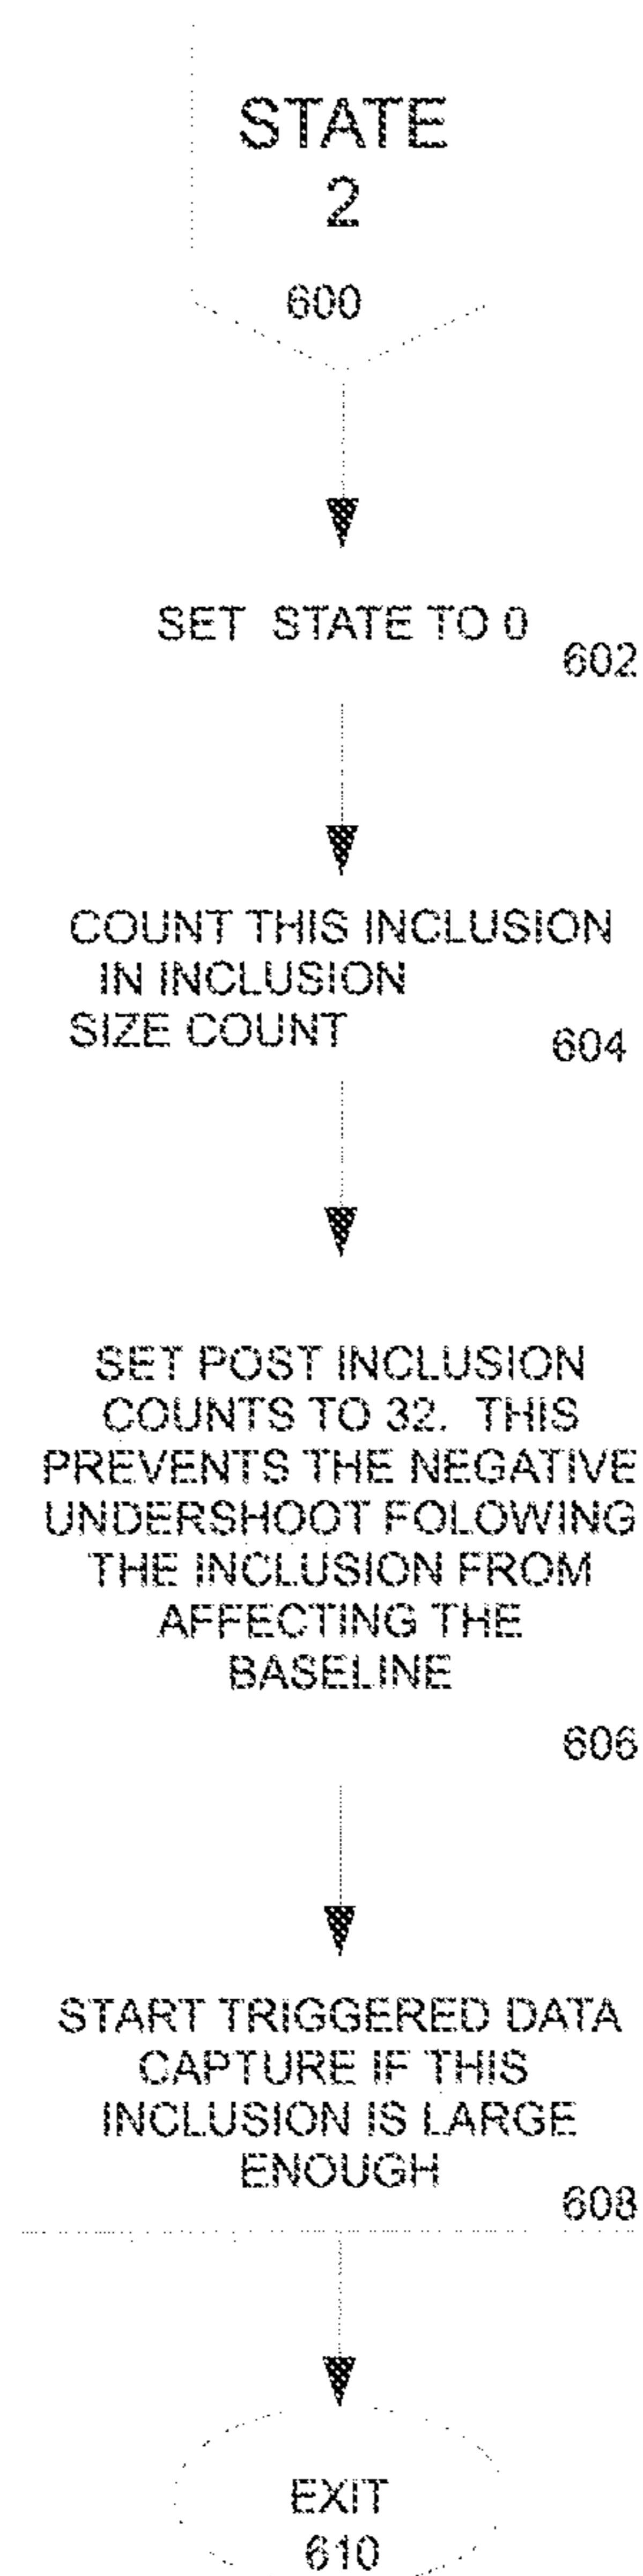 STATE
2
600
SET STATE TO 0
602
COUNT THIS INCLUSION
IN INCLUSION
SIZE COUNT
604
SET POST INCLUSION
COUNTS TO 32. THIS
PREVENTS THE NEGATIVE
UNDERSHOOT FOLOWING
THE INCLUSION FROM
AFFECTING THE
BASELINE
606
START TRIGGERED DATA
CAPTURE IF THIS
INCLUSION IS LARGE
ENOUGH
608
EXIT
610